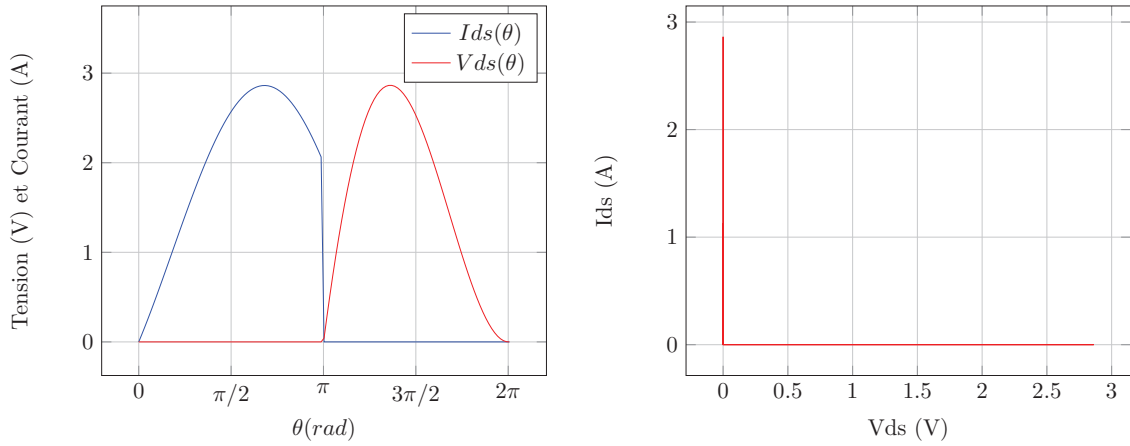 Tension (V) et Courant (A)
3
2
1
0
Ids(θ)
Vds(θ)
0
π/2
π
3π/2
2π
θ(rad)
Ids (A)
3
2
1
0
0
0.5
1
1.5
2
2.5
3
Vds (V)